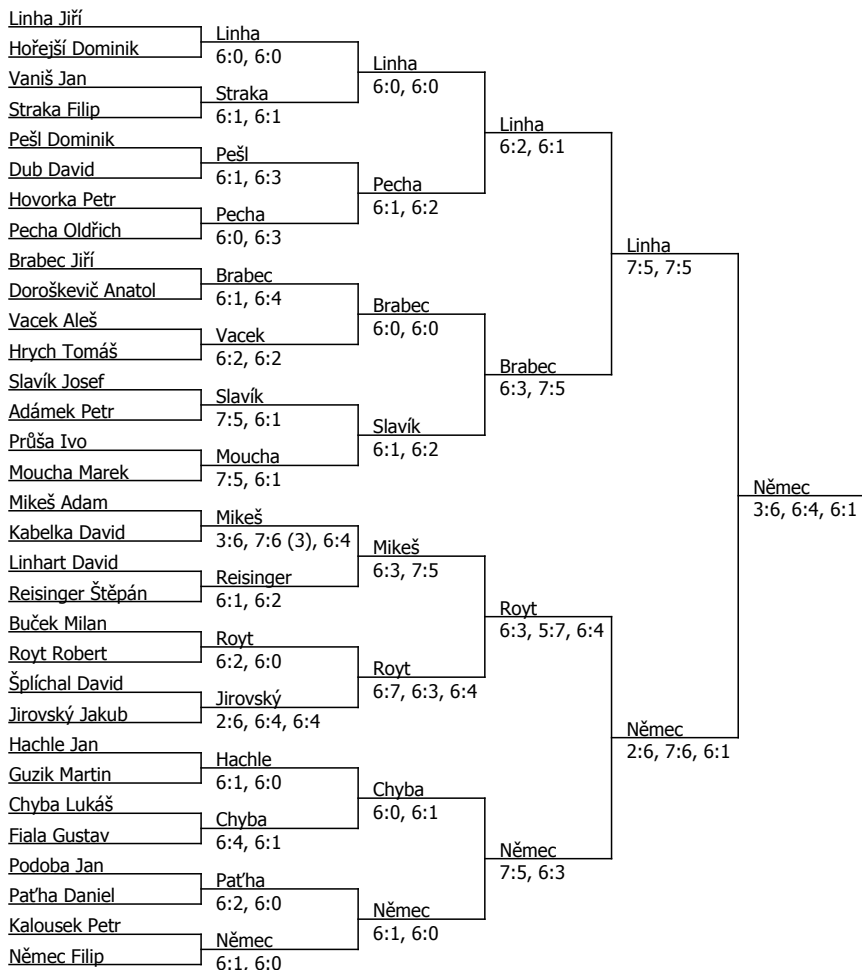 Linha Jiří
Hořejší Dominik
Vaniš Jan
Straka Filip
Pešl Dominik
Dub David
Hovorka Petr
Pecha Oldřich
Brabec Jiří
Doroškevič Anatol
Vacek Aleš
Hrych Tomáš
Slavík Josef
Adámek Petr
Průša Ivo
Moucha Marek
Mikeš Adam
Kabelka David
Linhart David
Reisinger Štěpán
Buček Milan
Royt Robert
Šplíchal David
Jirovský Jakub
Hachle Jan
Guzik Martin
Chyba Lukáš
Fiala Gustav
Podoba Jan
Paťha Daniel
Kalousek Petr
Němec Filip
Linha
6:0, 6:0
Straka
6:1, 6:1
Pešl
6:1, 6:3
Pecha
6:0, 6:3
Brabec
6:1, 6:4
Vacek
6:2, 6:2
Slavík
7:5, 6:1
Moucha
7:5, 6:1
Mikeš
3:6, 7:6 (3), 6:4
Reisinger
6:1, 6:2
Royt
6:2, 6:0
Jirovský
2:6, 6:4, 6:4
Hachle
6:1, 6:0
Chyba
6:4, 6:1
Paťha
6:2, 6:0
Němec
6:1, 6:0
Linha
6:0, 6:0
Pecha
6:1, 6:2
Brabec
6:0, 6:0
Slavík
6:1, 6:2
Mikeš
6:3, 7:5
Royt
6:7, 6:3, 6:4
Chyba
6:0, 6:1
Němec
6:1, 6:0
Linha
6:2, 6:1
Brabec
6:3, 7:5
Royt
6:3, 5:7, 6:4
Němec
7:5, 6:3
Linha
7:5, 7:5
Němec
2:6, 7:6, 6:1
Němec
3:6, 6:4, 6:1